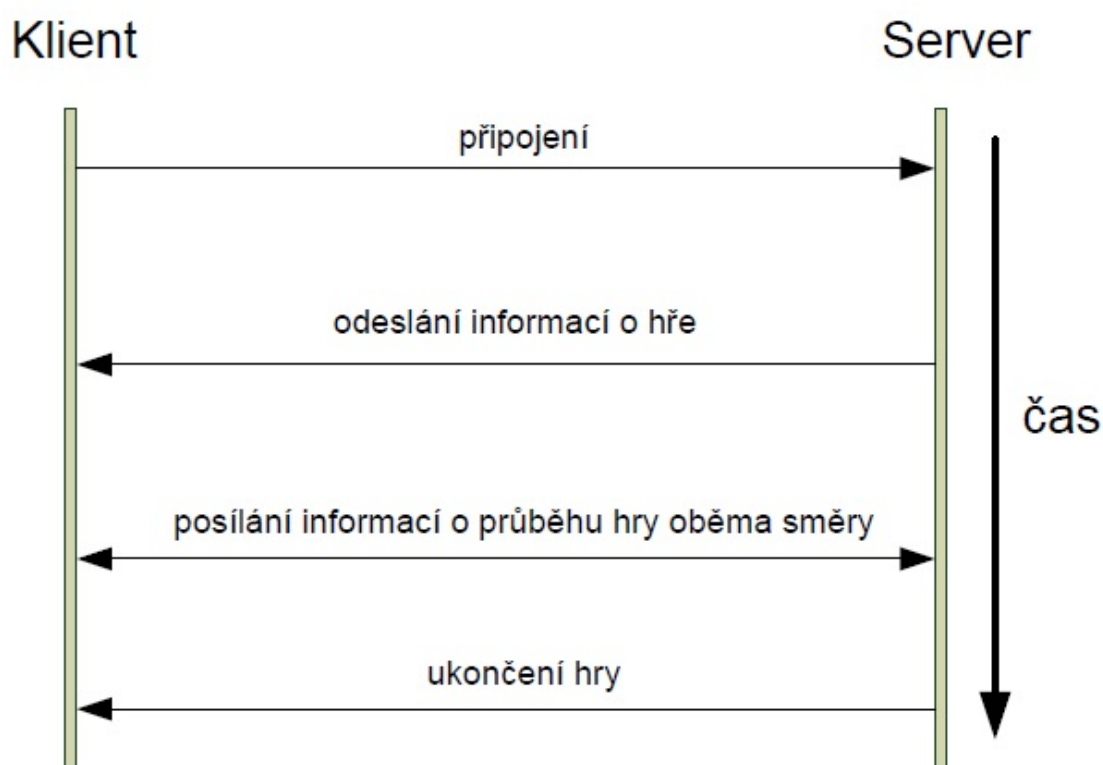 Klient
Server
připojení
odeslání informací o hře
čas
posílání informací o průběhu hry oběma směry
ukončení hry